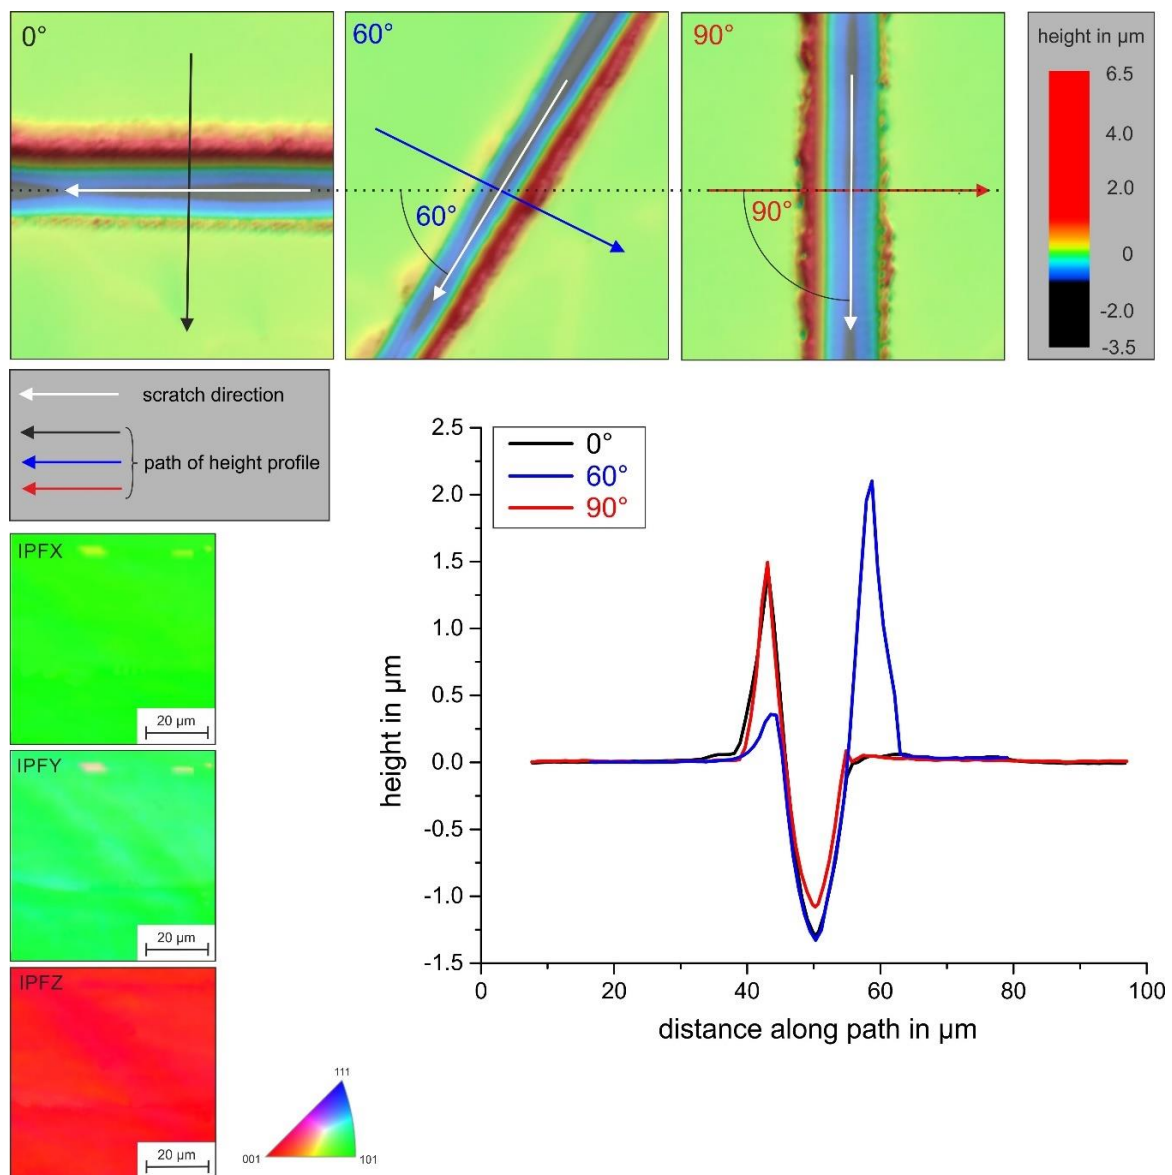 0°
60°
60°
90°
90°
height in μm
6.5
4.0
2.0
0
-2.0
-3.5
scratch direction
path of height profile
IPFX
20 μm
IPFY
20 μm
IPFZ
20 μm
111
001
101
2.5
2.0
1.5
1.0
0.5
0.0
-0.5
-1.0
-1.5
height in μm
0°
60°
90°
0 20 40 60 80 100
distance along path in μm